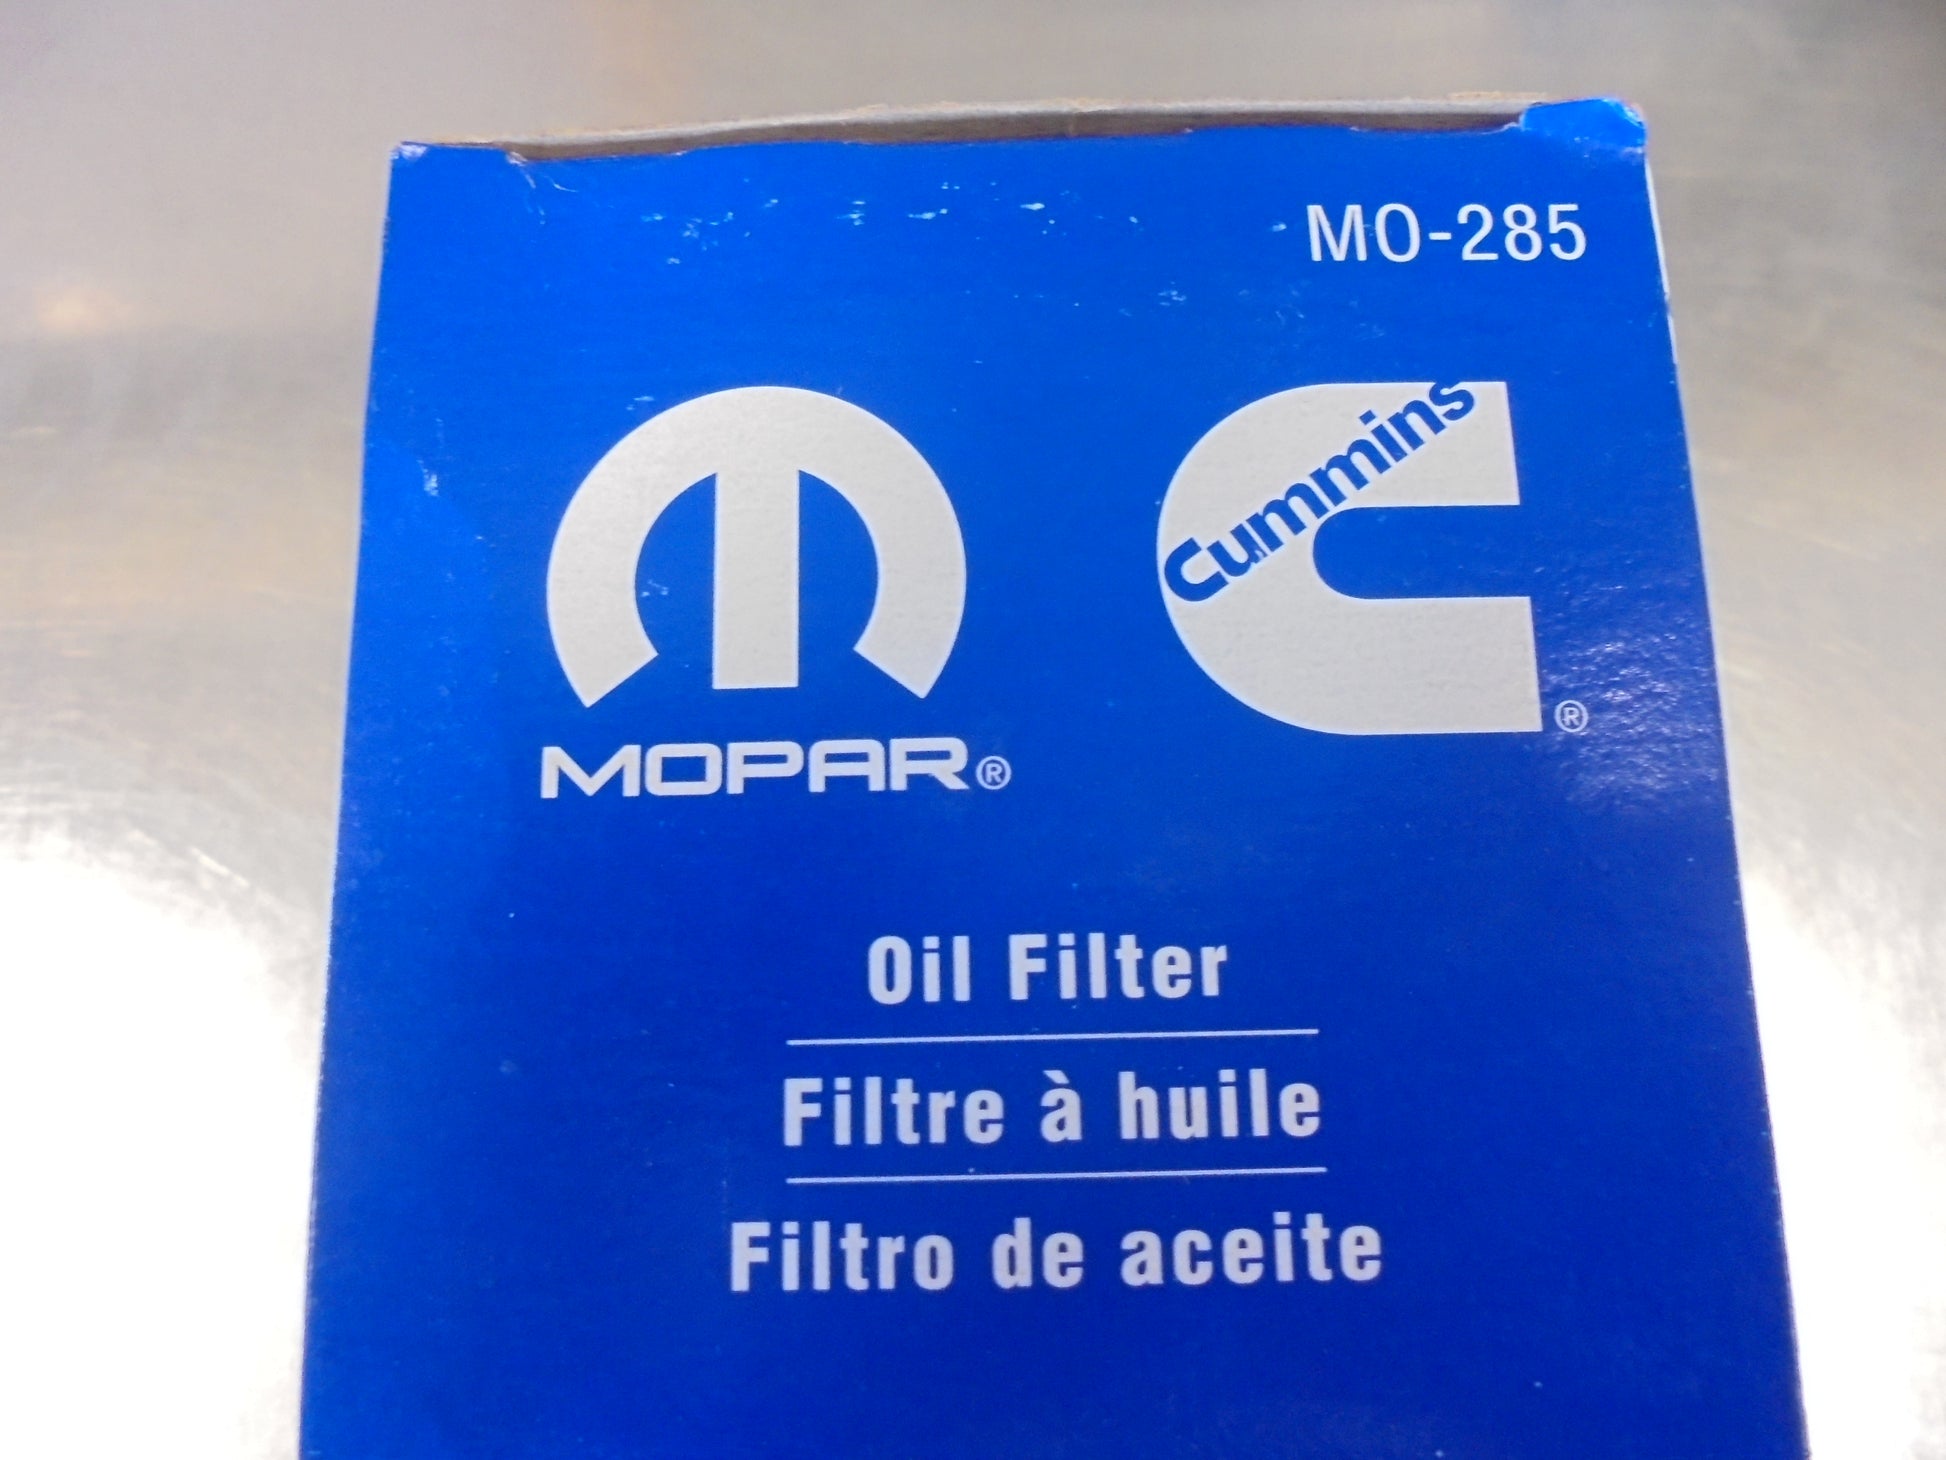 MO-285
Cummins
®
MOPAR®
Oil Filter
Filtre à huile
Filtro de aceite